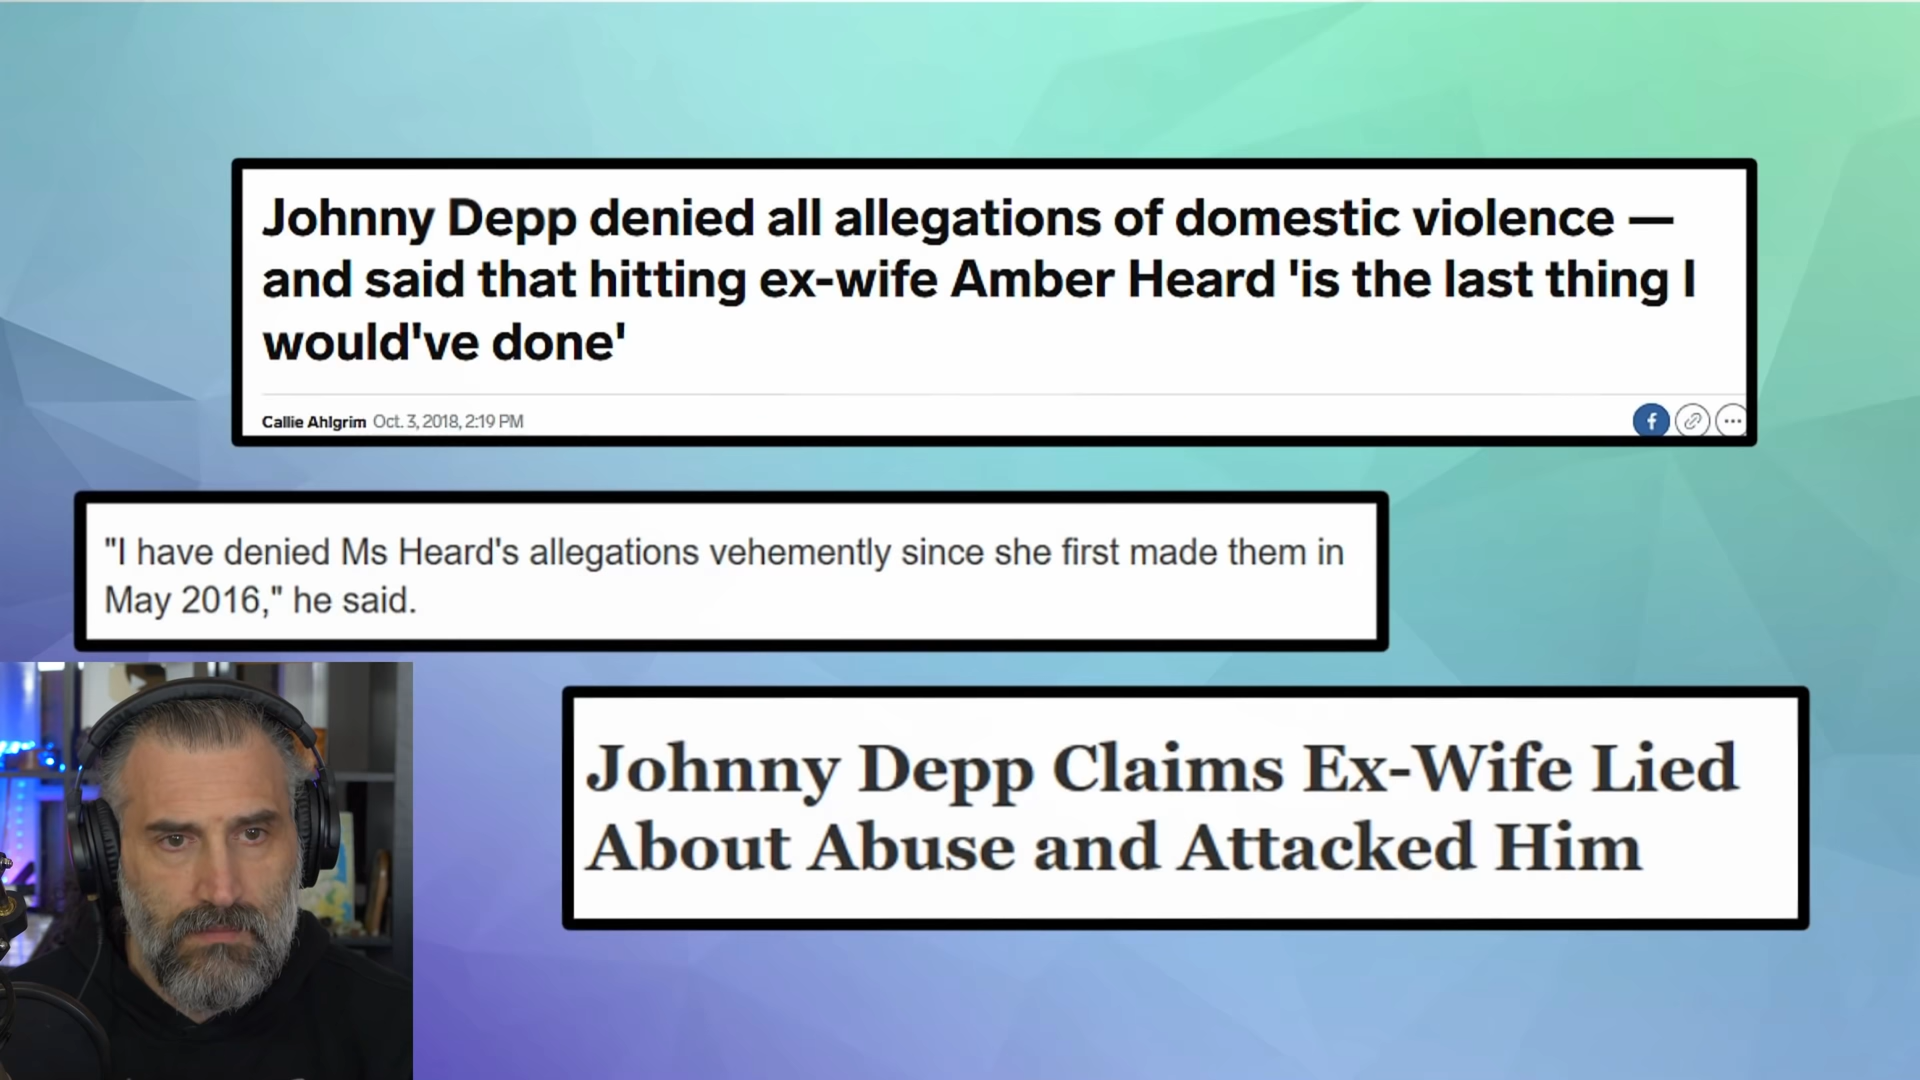 Johnny Depp denied all allegations of domestic violence —
and said that hitting ex-wife Amber Heard 'is the last thing I
would've done'
Callie Ahlgrim Oct. 3, 2018, 2:19 PM
"I have denied Ms Heard's allegations vehemently since she first made them in
May 2016," he said.
Johnny Depp Claims Ex-Wife Lied
About Abuse and Attacked Him